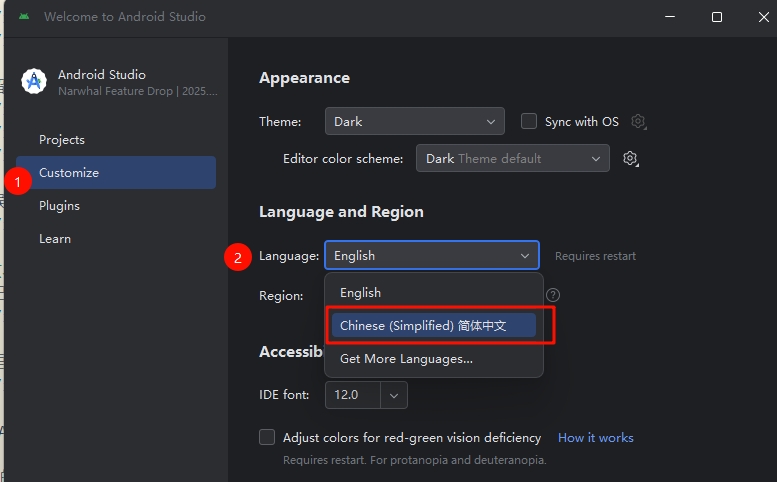 Welcome to Android Studio
Android Studio
Narwhal Feature Drop | 2025....
Projects
1
Customize
Plugins
Learn
Appearance
Theme: Dark Sync with OS
Editor color scheme: Dark Theme default
Language and Region
2 Language: English Requires restart
Region: English
Chinese (Simplified) 简体中文
Get More Languages...
Accessibi
IDE font: 12.0
Adjust colors for red-green vision deficiency How it works
Requires restart. For protanopia and deuteranopia.